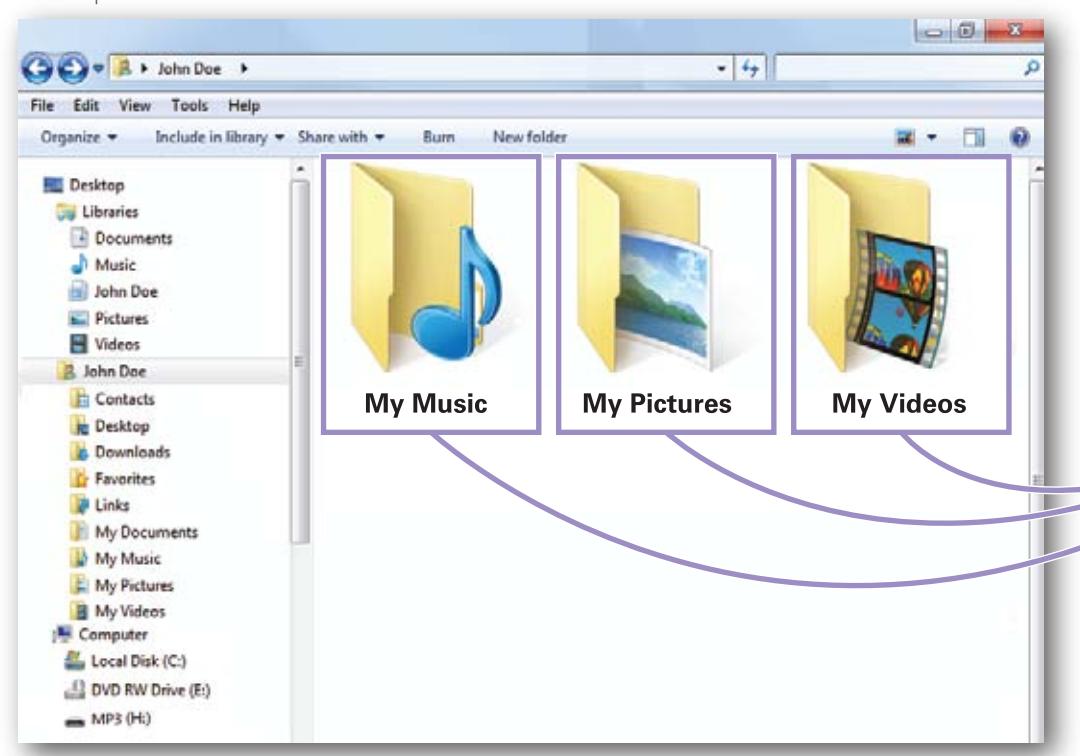 John Doe
File Edit View Tools Help
Organize Include in library Share with Burn New folder
Desktop
Libraries
Documents
Music
John Doe
Pictures
Videos
John Doe
Contacts
Desktop
Downloads
Favorites
Links
My Documents
My Music
My Pictures
My Videos
Computer
Local Disk (C:)
DVD RW Drive (E:)
MP3 (H:)
My Music
My Pictures
My Videos